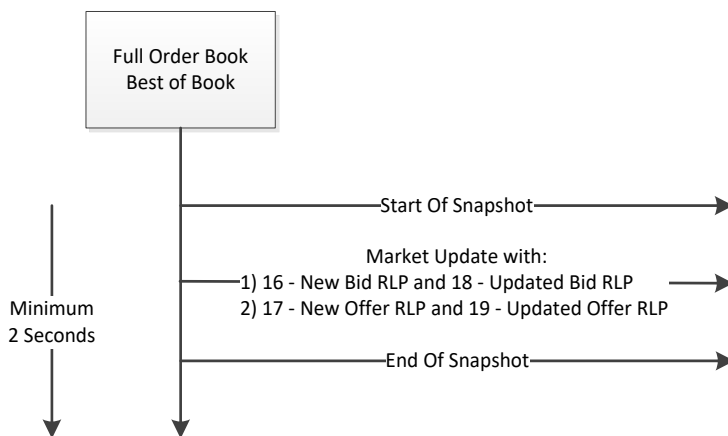 Full Order Book
Best of Book
Start Of Snapshot
Market Update with:
1) 16 - New Bid RLP and 18 - Updated Bid RLP
2) 17 - New Offer RLP and 19 - Updated Offer RLP
Minimum
2 Seconds
End Of Snapshot